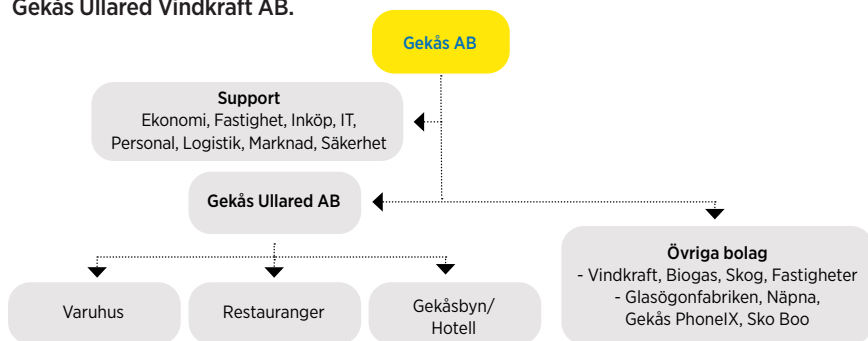 Gekås Ullared Vindkraft AB.
Gekås AB
Support
Ekonomi, Fastighet, Inköp, IT,
Personal, Logistik, Marknad, Säkerhet
Gekås Ullared AB
Övriga bolag
- Vindkraft, Biogas, Skog, Fastigheter
- Glasögonfabriken, Näpna,
Gekås PhoneIX, Sko Boo
Varuhus
Restauranger
Gekåsbyn/
Hotell